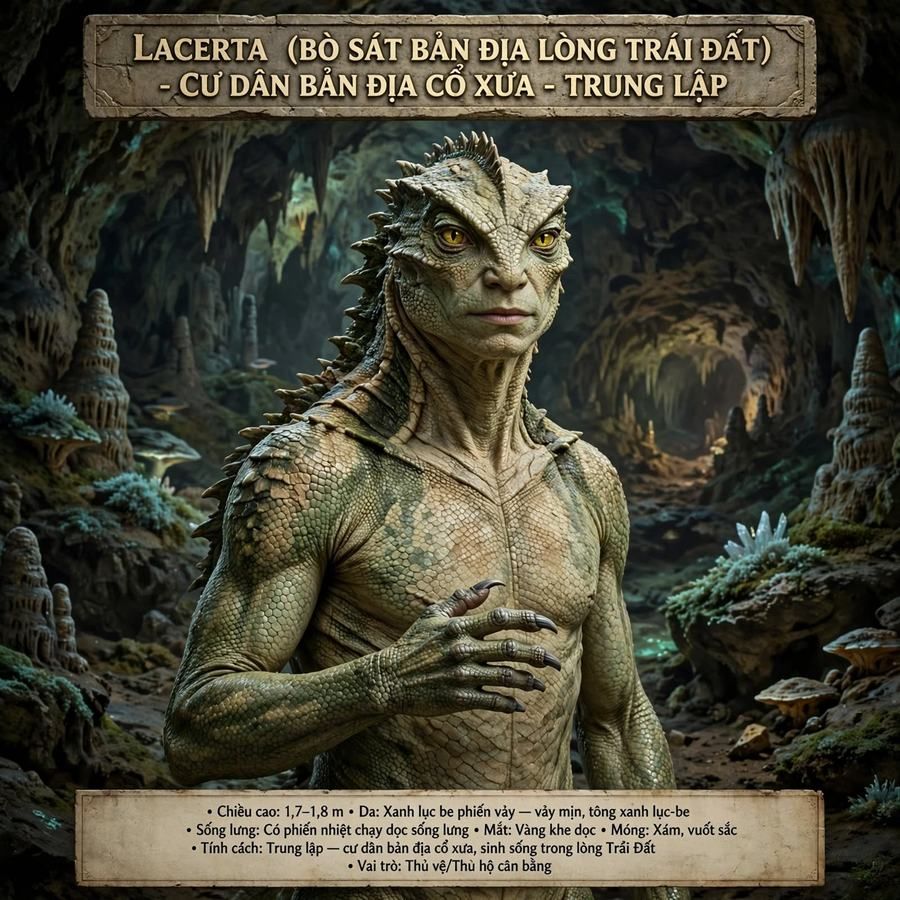 LACERTA (BÒ SÁT BẢN ĐỊA LÒNG TRÁI ĐẤT)
- CƯ DÂN BẢN ĐỊA CỔ XƯA - TRUNG LẬP
• Chiều cao: 1,7–1,8 m • Da: Xanh lục be phiến vảy — vảy mịn, tông xanh lục-be
• Sống lưng: Có phiến nhiệt chạy dọc sống lưng • Mắt: Vàng khe dọc • Móng: Xám, vuốt sắc
• Tính cách: Trung lập — cư dân bản địa cổ xưa, sinh sống trong lòng Trái Đất
• Vai trò: Thủ vệ/Thủ hộ cân bằng